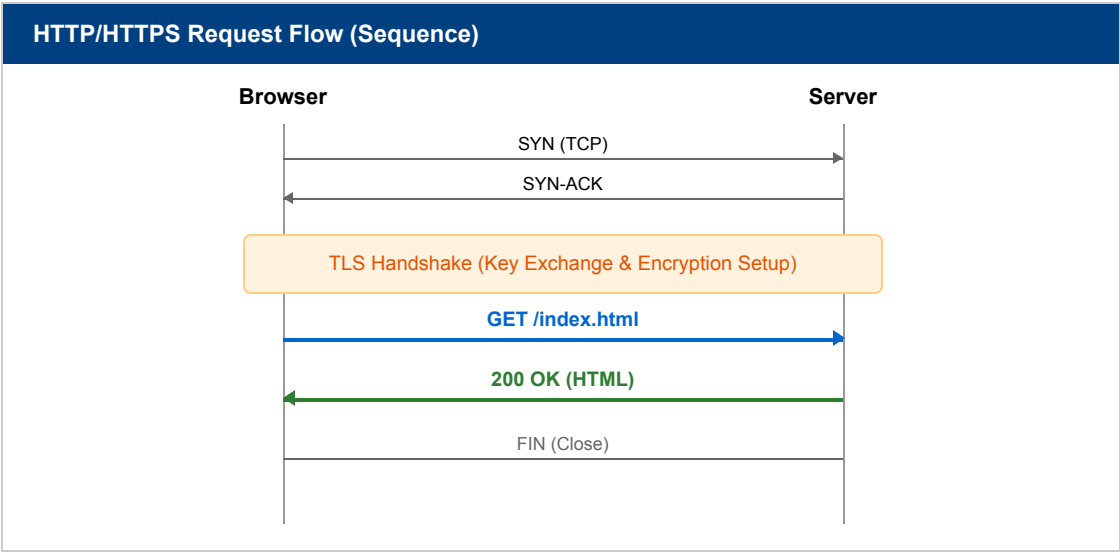 HTTP/HTTPS Request Flow (Sequence)
Browser
Server
SYN (TCP)
SYN-ACK
TLS Handshake (Key Exchange & Encryption Setup)
GET /index.html
200 OK (HTML)
FIN (Close)